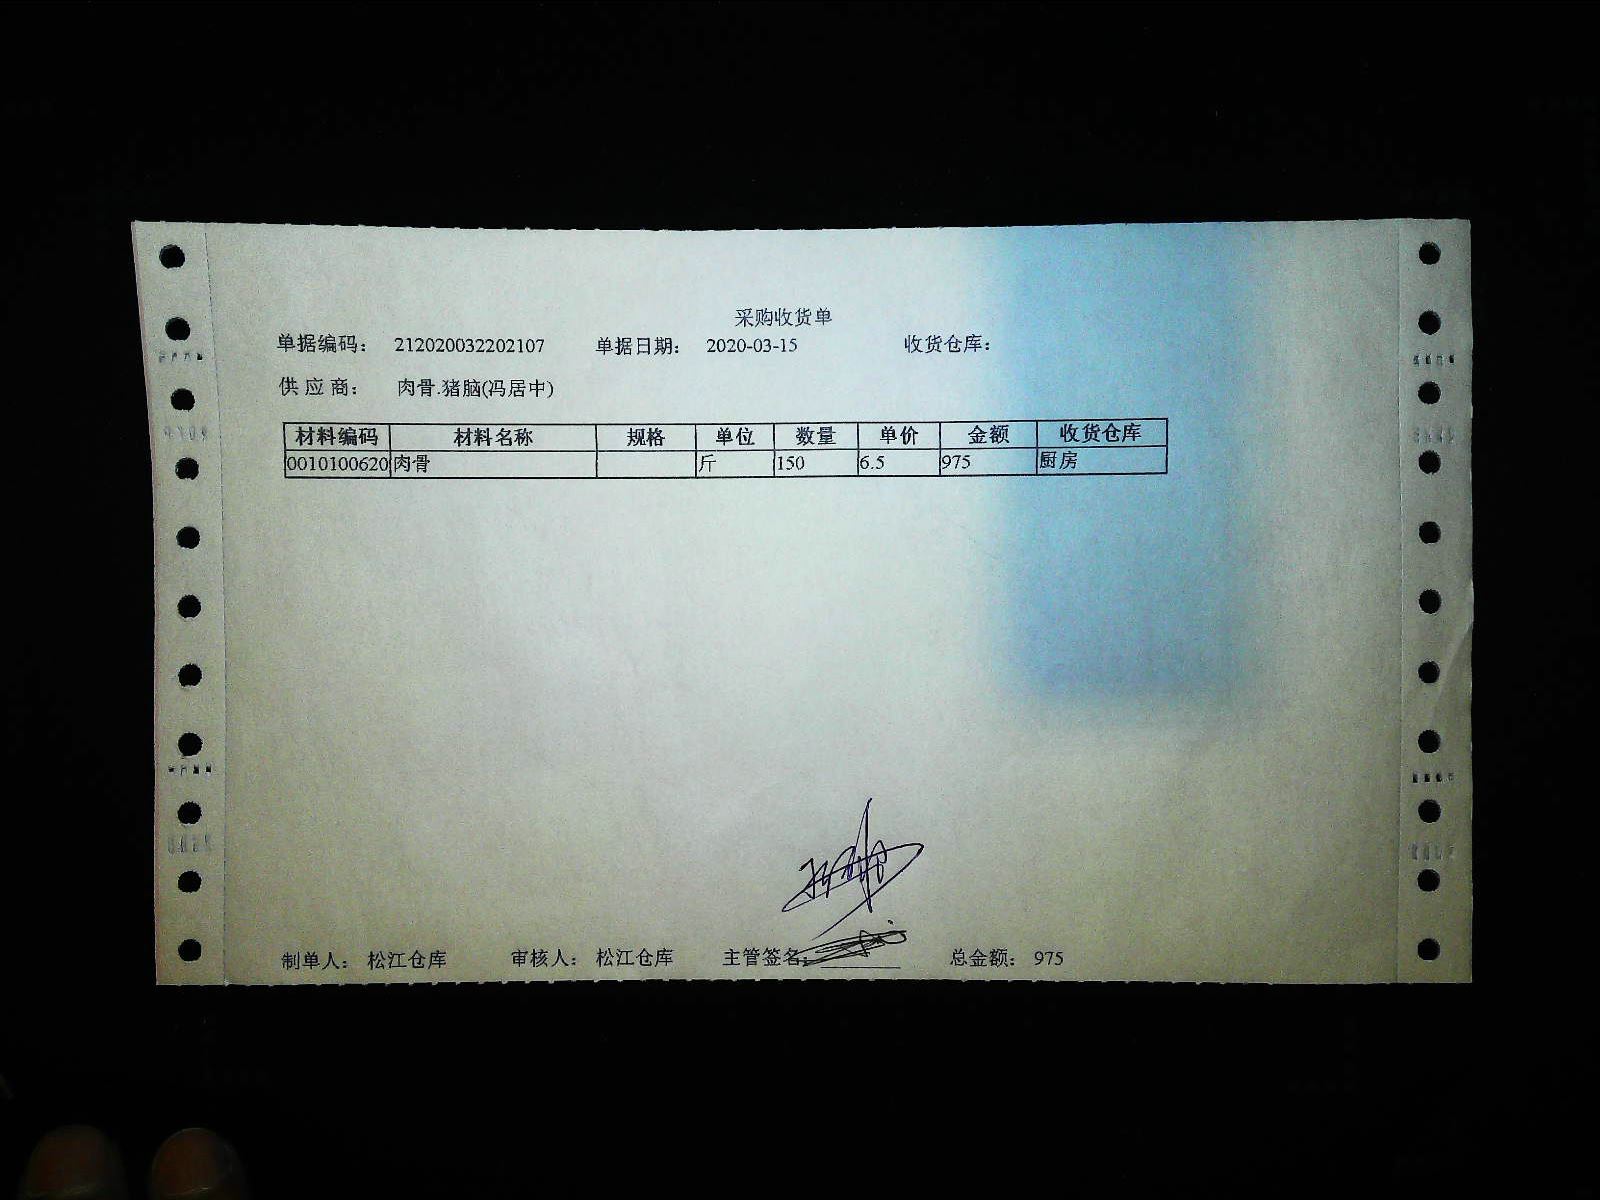 采购收货单
单据编码： 212020032202107 单据日期： 2020-03-15 收货仓库：
供 应 商： 肉骨.猪脑(冯居中)
材料编码 材料名称 规格 单位 数量 单价 金额 收货仓库
0010100620 肉骨 斤 150 6.5 975 厨房
制单人： 松江仓库 审核人： 松江仓库 主管签名: 总金额： 975